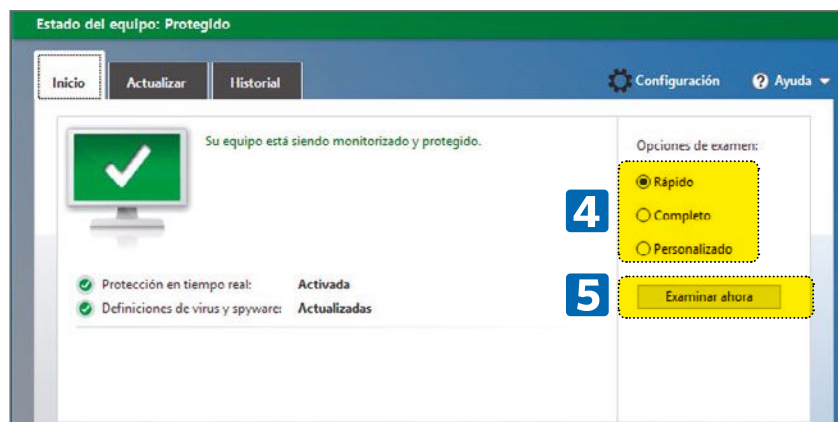 Estado del equipo: Protegido
Inicio Actualizar Historial Configuración ? Ayuda
Su equipo está siendo monitorizado y protegido.
Opciones de examen:
4
Rápido
Completo
Personalizado
Protección en tiempo real: Activada
Definiciones de virus y spyware: Actualizadas
5
Examinar ahora